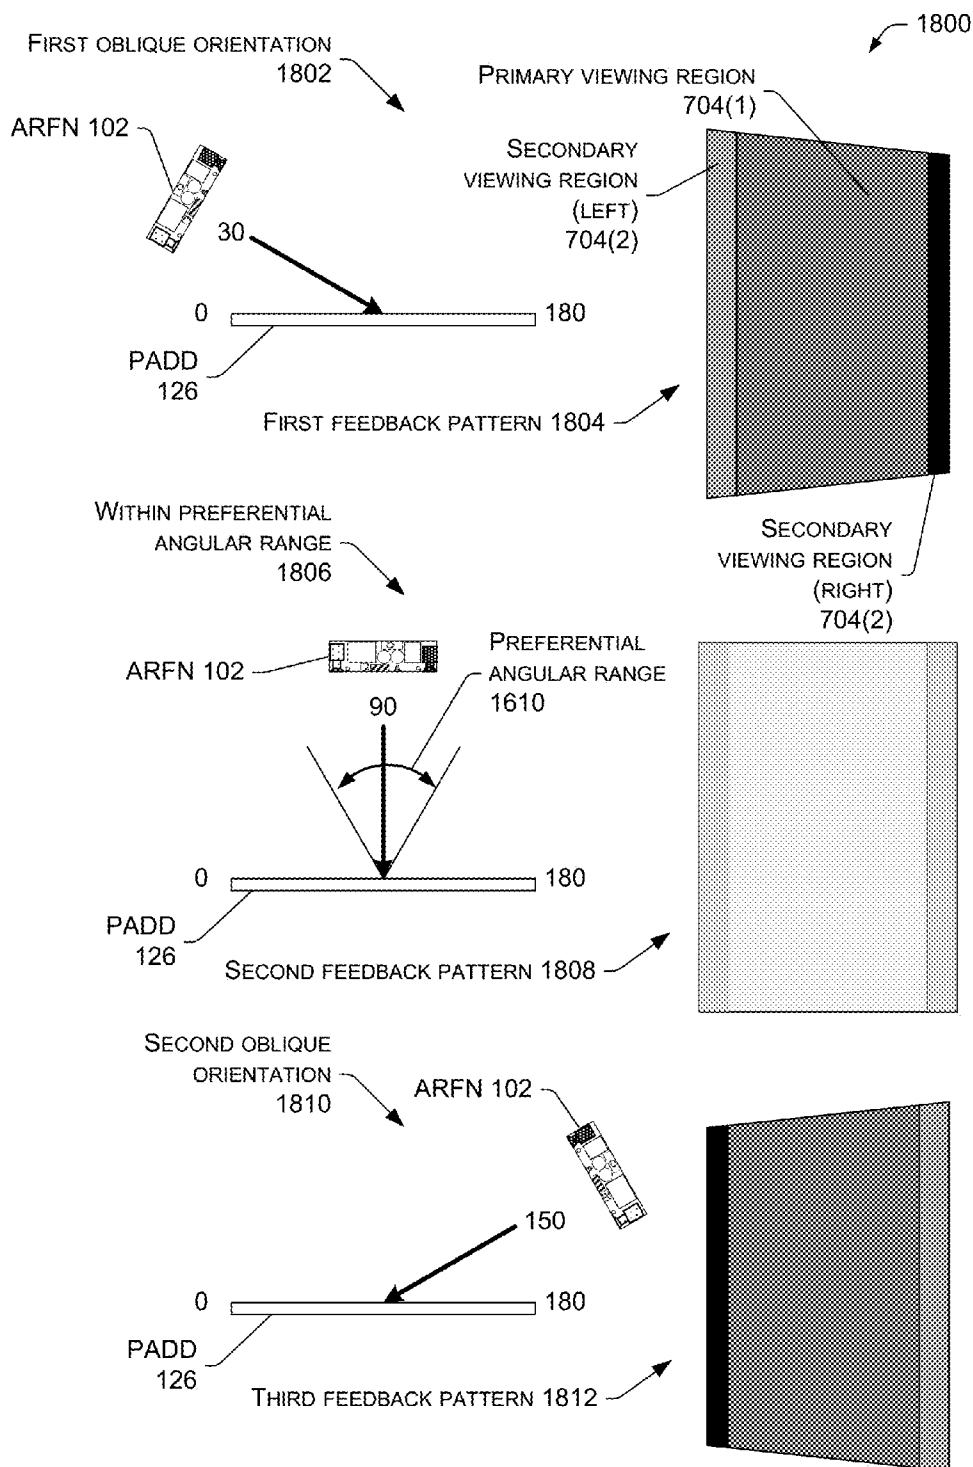 1800
FIRST OBLIQUE ORIENTATION
1802
PRIMARY VIEWING REGION
704(1)
ARFN 102
SECONDARY
VIEWING REGION
(LEFT)
704(2)
30
0
180
PADD
126
FIRST FEEDBACK PATTERN 1804
WITHIN PREFERENTIAL
ANGULAR RANGE
1806
SECONDARY
VIEWING REGION
(RIGHT)
704(2)
ARFN 102
PREFERENTIAL
ANGULAR RANGE
1610
90
0
180
PADD
126
SECOND FEEDBACK PATTERN 1808
SECOND OBLIQUE
ORIENTATION
1810
ARFN 102
150
0
180
PADD
126
THIRD FEEDBACK PATTERN 1812